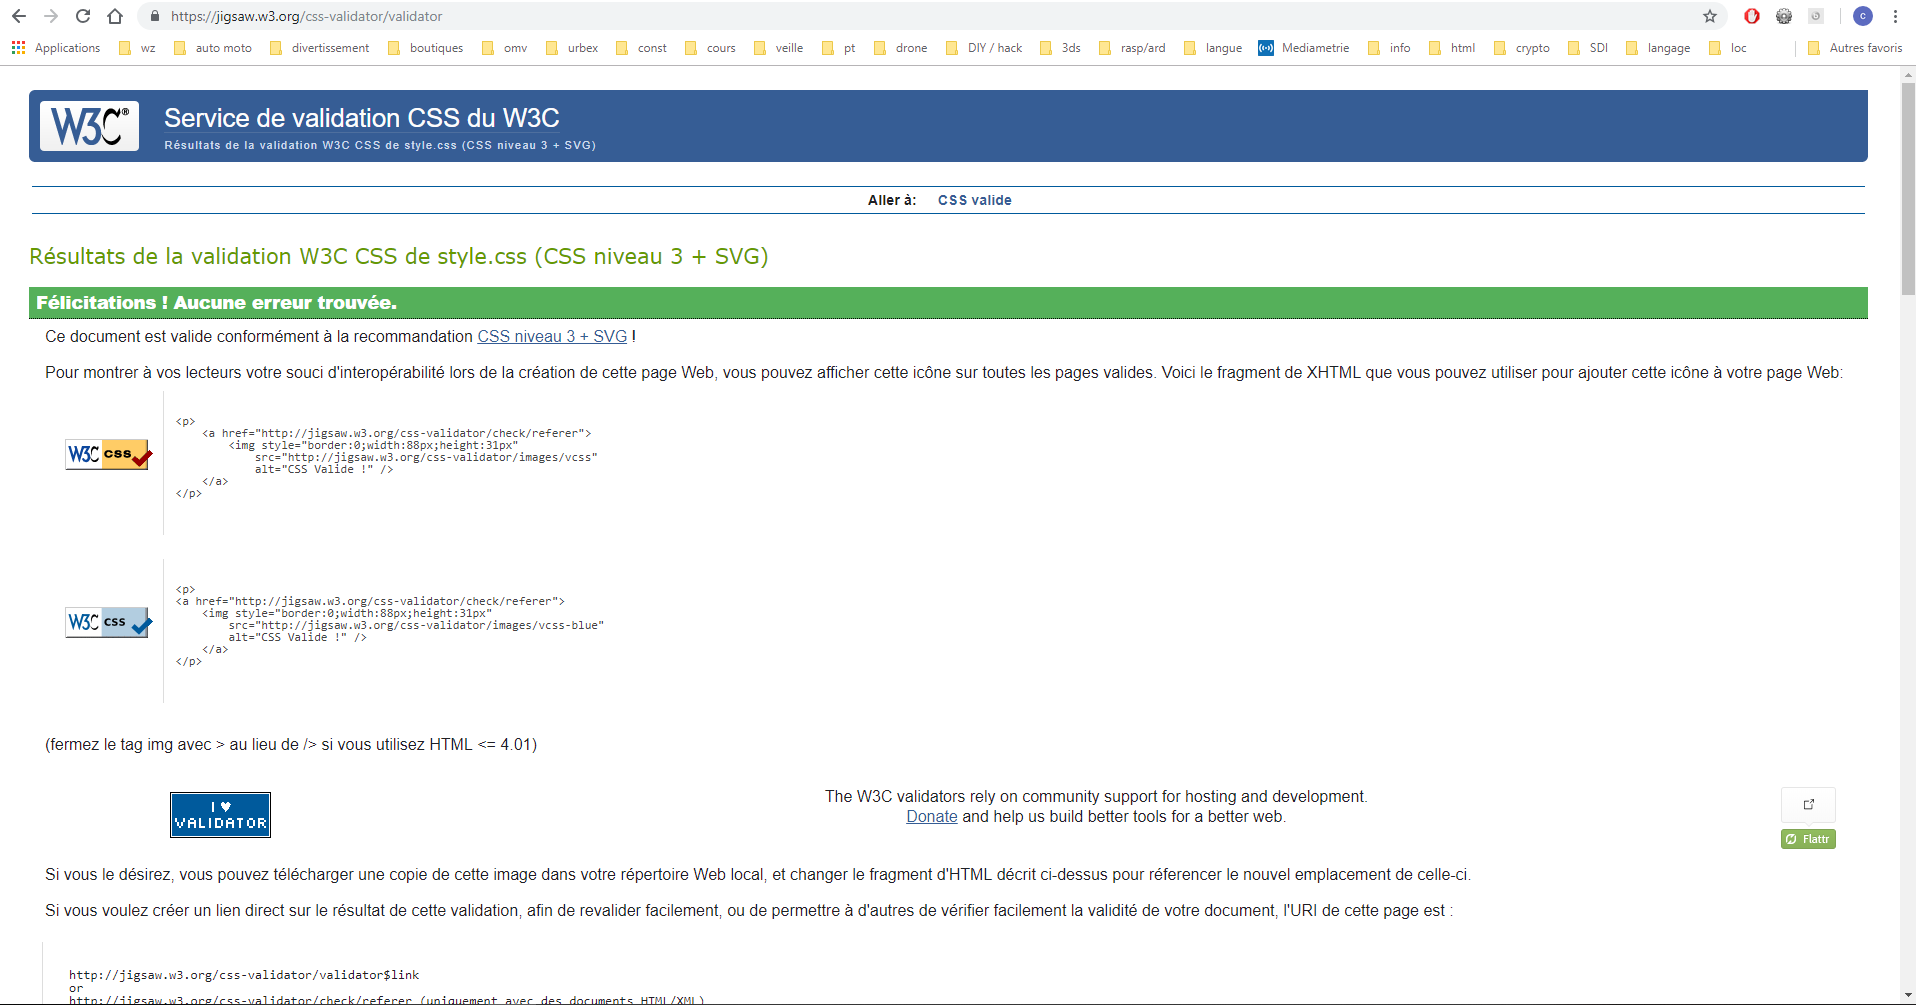 https://jigsaw.w3.org/css-validator/validator
c
Applications wz auto moto divertissement boutiques omv urbex const cours veille pt drone DIY / hack 3ds rasp/ard langue Mediametrie info html crypto SDI langage loc Autres favoris
W3C®
Service de validation CSS du W3C
Résultats de la validation W3C CSS de style.css (CSS niveau 3 + SVG)
Aller à: CSS valide
Résultats de la validation W3C CSS de style.css (CSS niveau 3 + SVG)
Félicitations ! Aucune erreur trouvée.
Ce document est valide conformément à la recommandation CSS niveau 3 + SVG !
Pour montrer à vos lecteurs votre souci d'interopérabilité lors de la création de cette page Web, vous pouvez afficher cette icône sur toutes les pages valides. Voici le fragment de XHTML que vous pouvez utiliser pour ajouter cette icône à votre page Web:
W3C css
<p>
<a href="http://jigsaw.w3.org/css-validator/check/referer">
<img style="border:0;width:88px;height:31px"
src="http://jigsaw.w3.org/css-validator/images/vcss"
alt="CSS Valide !" />
</a>
</p>
W3C css
<p>
<a href="http://jigsaw.w3.org/css-validator/check/referer">
<img style="border:0;width:88px;height:31px"
src="http://jigsaw.w3.org/css-validator/images/vcss-blue"
alt="CSS Valide !" />
</a>
</p>
(fermez le tag img avec > au lieu de /> si vous utilisez HTML <= 4.01)
I ♥
VALIDATOR
The W3C validators rely on community support for hosting and development.
Donate and help us build better tools for a better web.
Flattr
Si vous le désirez, vous pouvez télécharger une copie de cette image dans votre répertoire Web local, et changer le fragment d'HTML décrit ci-dessus pour réferencer le nouvel emplacement de celle-ci.
Si vous voulez créer un lien direct sur le résultat de cette validation, afin de revalider facilement, ou de permettre à d'autres de vérifier facilement la validité de votre document, l'URI de cette page est :
http://jigsaw.w3.org/css-validator/validator$link
or
http://jigsaw.w3.org/css-validator/check/referer (uniquement avec des documents HTML/XML)